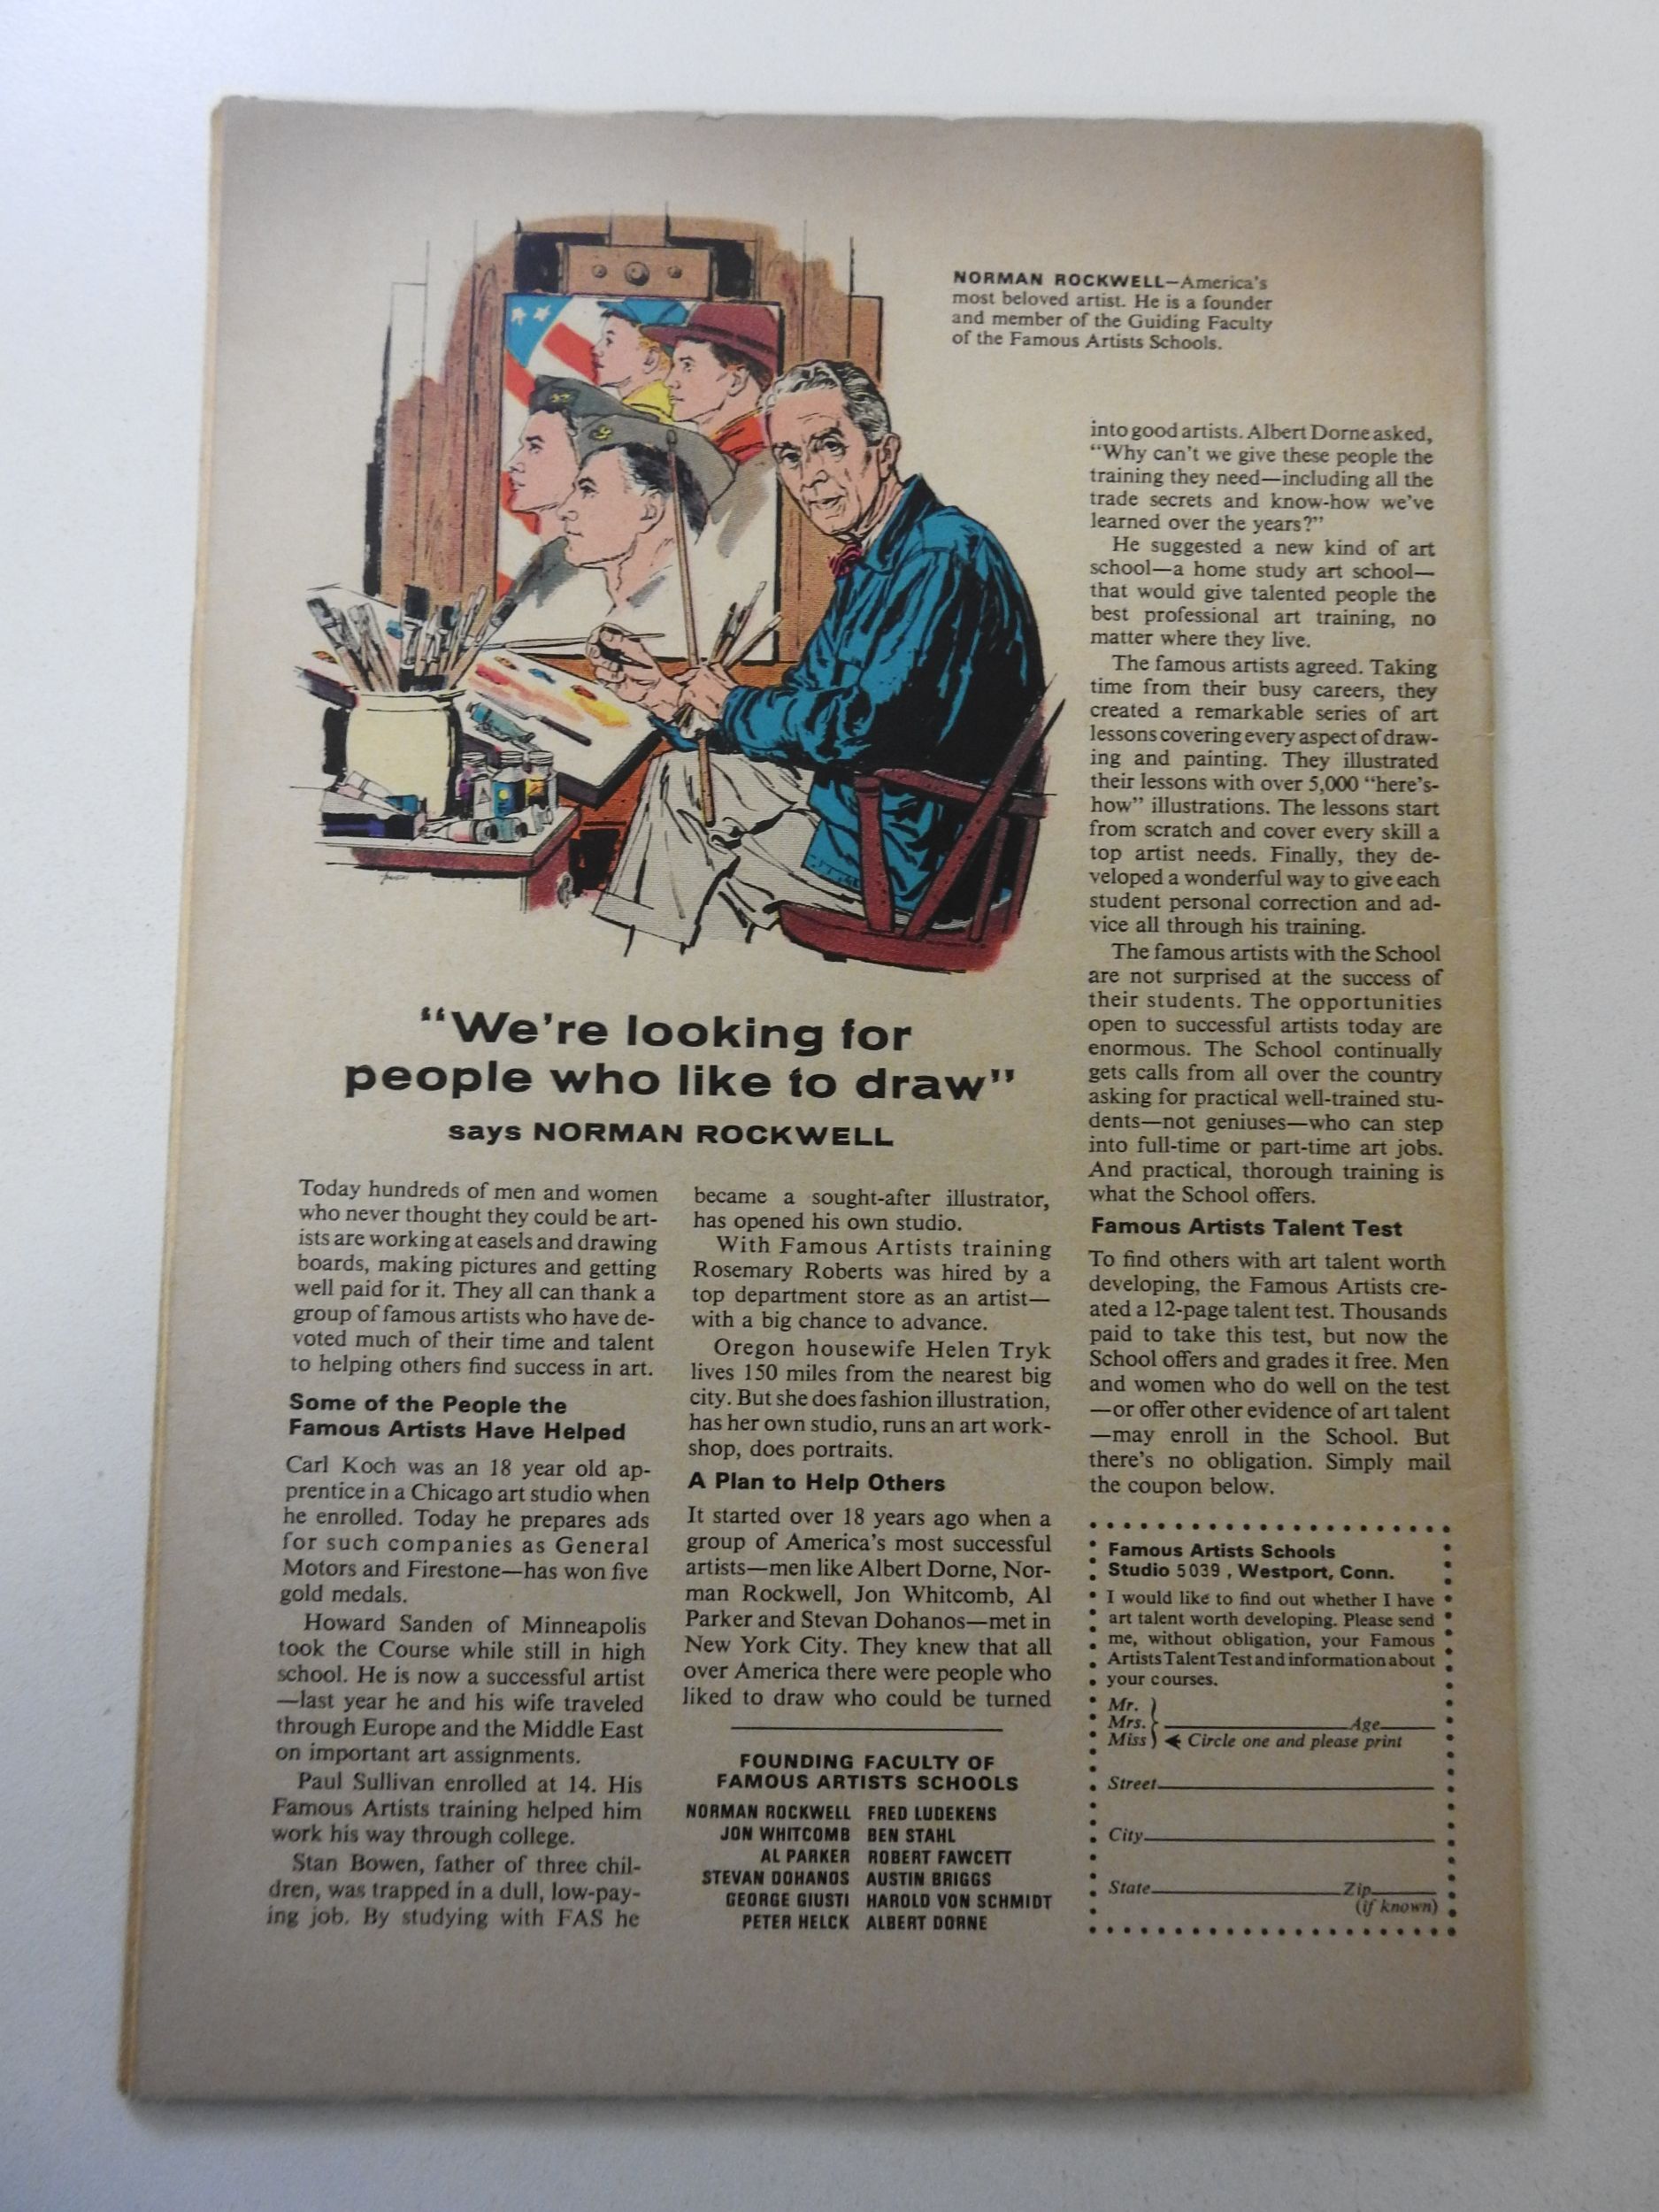 NORMAN ROCKWELL—America's
most beloved artist. He is a founder
and member of the Guiding Faculty
of the Famous Artists Schools.
"We're looking for
people who like to draw"
says NORMAN ROCKWELL
Today hundreds of men and women
who never thought they could be art-
ists are working at easels and drawing
boards, making pictures and getting
well paid for it. They all can thank a
group of famous artists who have de-
voted much of their time and talent
to helping others find success in art.
Some of the People the
Famous Artists Have Helped
Carl Koch was an 18 year old ap-
prentice in a Chicago art studio when
he enrolled. Today he prepares ads
for such companies as General
Motors and Firestone—has won five
gold medals.
Howard Sanden of Minneapolis
took the Course while still in high
school. He is now a successful artist
—last year he and his wife traveled
through Europe and the Middle East
on important art assignments.
Paul Sullivan enrolled at 14. His
Famous Artists training helped him
work his way through college.
Stan Bowen, father of three chil-
dren, was trapped in a dull, low-pay-
ing job. By studying with FAS he
became a sought-after illustrator,
has opened his own studio.
With Famous Artists training
Rosemary Roberts was hired by a
top department store as an artist—
with a big chance to advance.
Oregon housewife Helen Tryk
lives 150 miles from the nearest big
city. But she does fashion illustration,
has her own studio, runs an art work-
shop, does portraits.
A Plan to Help Others
It started over 18 years ago when a
group of America's most successful
artists—men like Albert Dorne, Nor-
man Rockwell, Jon Whitcomb, Al
Parker and Stevan Dohanos—met in
New York City. They knew that all
over America there were people who
liked to draw who could be turned
FOUNDING FACULTY OF
FAMOUS ARTISTS SCHOOLS
NORMAN ROCKWELL FRED LUDEKENS
JON WHITCOMB BEN STAHL
AL PARKER ROBERT FAWCETT
STEVAN DOHANOS AUSTIN BRIGGS
GEORGE GIUSTI HAROLD VON SCHMIDT
PETER HELCK ALBERT DORNE
into good artists. Albert Dorne asked,
"Why can't we give these people the
training they need—including all the
trade secrets and know-how we've
learned over the years?"
He suggested a new kind of art
school—a home study art school—
that would give talented people the
best professional art training, no
matter where they live.
The famous artists agreed. Taking
time from their busy careers, they
created a remarkable series of art
lessons covering every aspect of draw-
ing and painting. They illustrated
their lessons with over 5,000 "here's-
how" illustrations. The lessons start
from scratch and cover every skill a
top artist needs. Finally, they de-
veloped a wonderful way to give each
student personal correction and ad-
vice all through his training.
The famous artists with the School
are not surprised at the success of
their students. The opportunities
open to successful artists today are
enormous. The School continually
gets calls from all over the country
asking for practical well-trained stu-
dents—not geniuses—who can step
into full-time or part-time art jobs.
And practical, thorough training is
what the School offers.
Famous Artists Talent Test
To find others with art talent worth
developing, the Famous Artists cre-
ated a 12-page talent test. Thousands
paid to take this test, but now the
School offers and grades it free. Men
and women who do well on the test
—or offer other evidence of art talent
—may enroll in the School. But
there's no obligation. Simply mail
the coupon below.
Famous Artists Schools
Studio 5039 , Westport, Conn.
I would like to find out whether I have
art talent worth developing. Please send
me, without obligation, your Famous
Artists Talent Test and information about
your courses.
Mr.
Mrs. Age
Miss Circle one and please print
Street
City
State Zip
(if known)